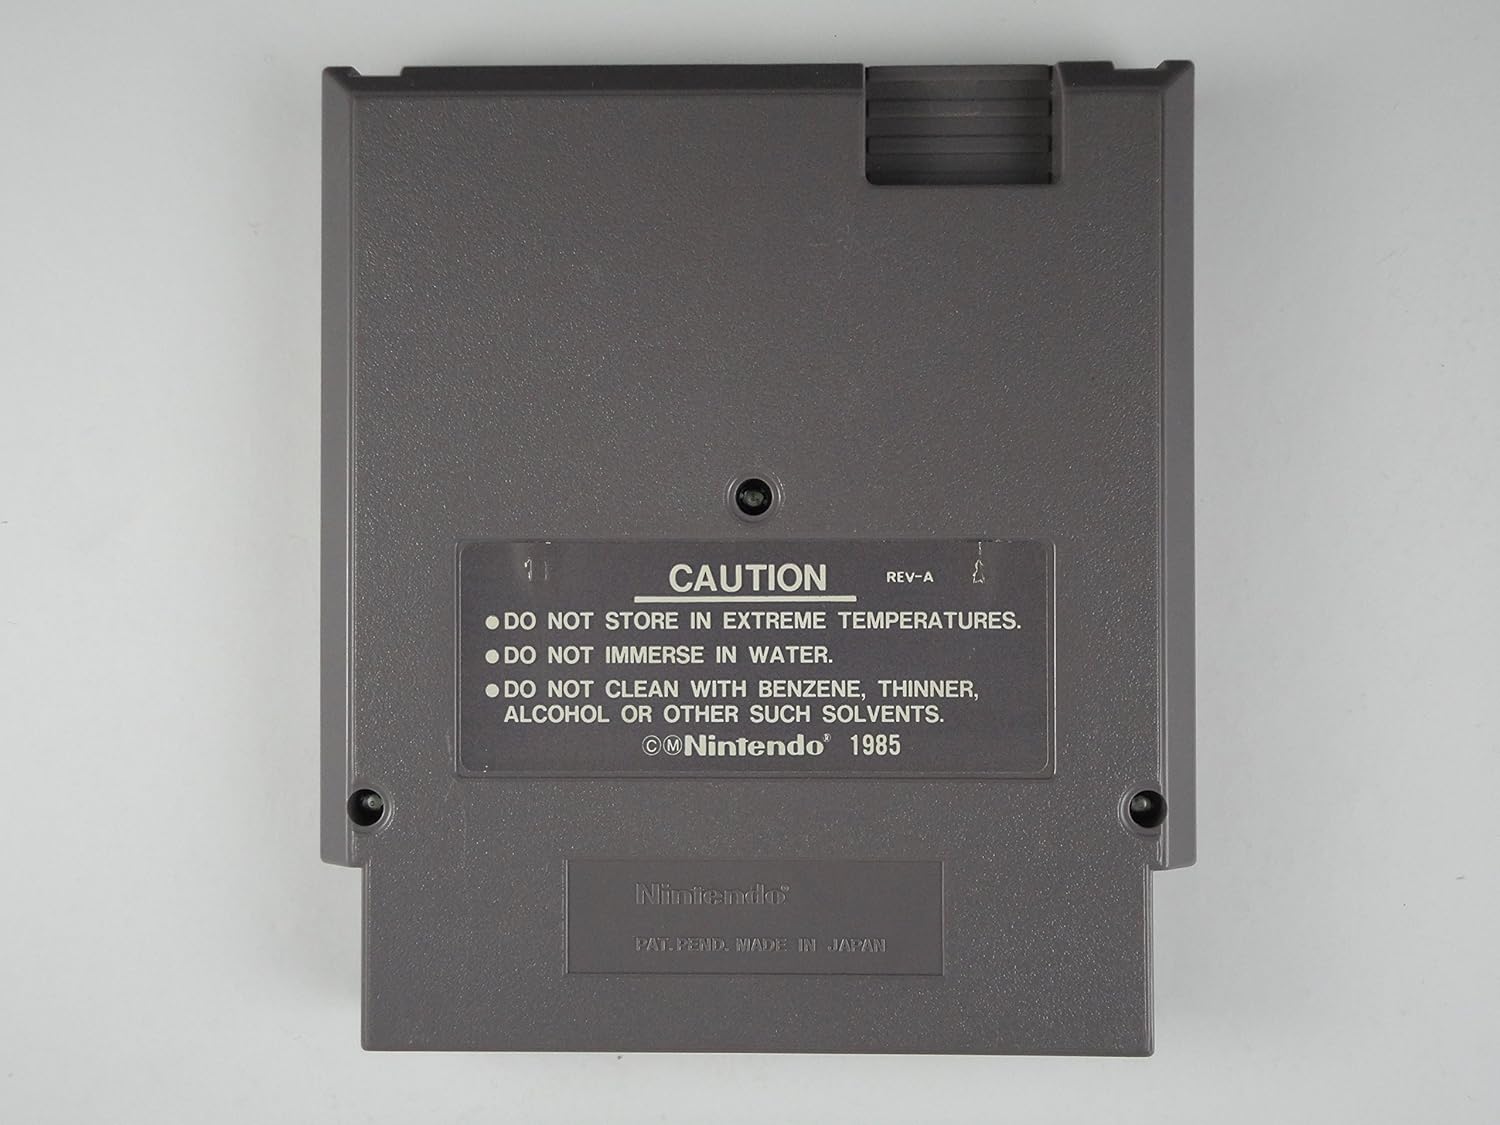 CAUTION REV-A
● DO NOT STORE IN EXTREME TEMPERATURES.
● DO NOT IMMERSE IN WATER.
● DO NOT CLEAN WITH BENZENE, THINNER,
ALCOHOL OR OTHER SUCH SOLVENTS.
©ⓂNintendo® 1985
Nintendo®
PAT. PEND. MADE IN JAPAN